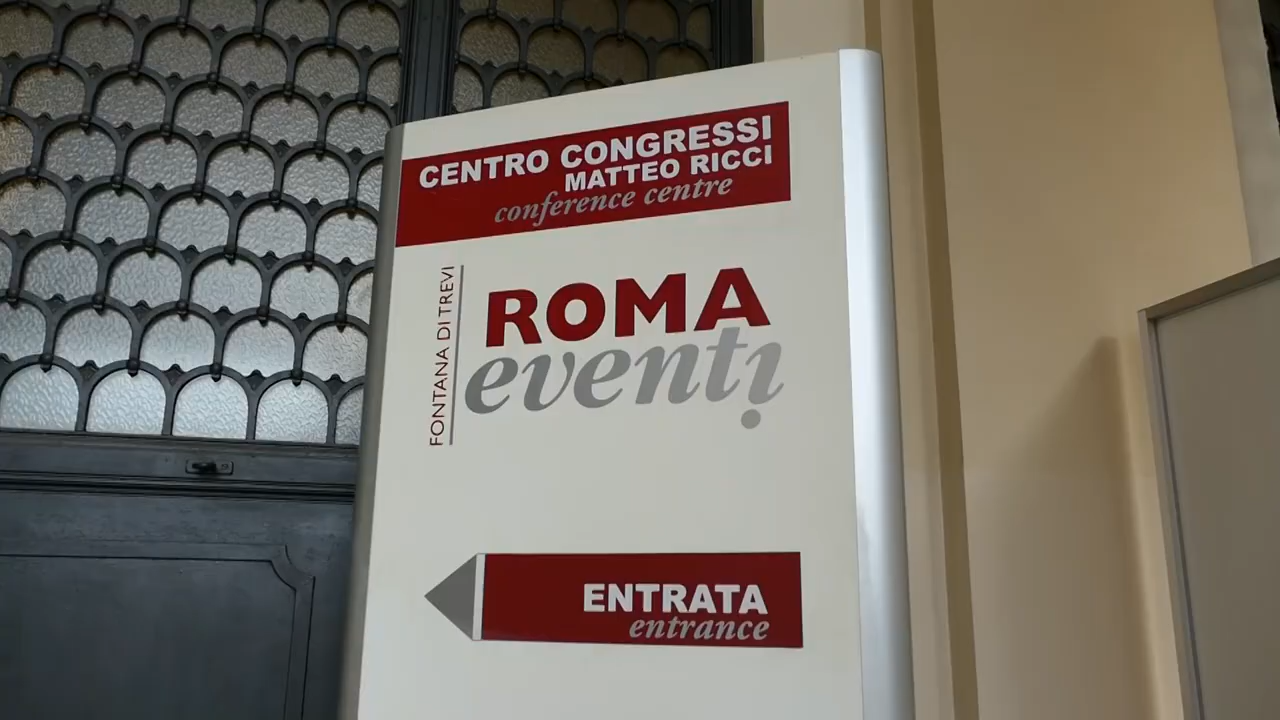 CENTRO CONGRESSI
MATTEO RICCI
conference centre
FONTANA DI TREVI
ROMA
eventi
ENTRATA
entrance